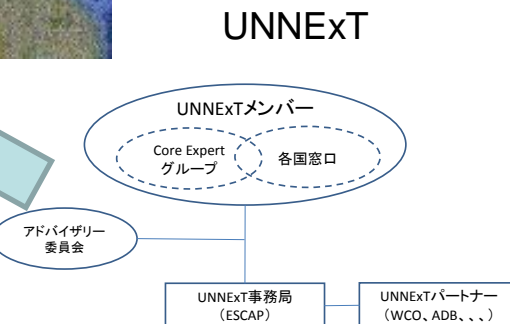 UNNExT
UNNExTメンバー
Core Expert
グループ
各国窓口
アドバイザリー
委員会
UNNExT事務局
（ESCAP）
UNNExTパートナー
（WCO、ADB、、、）